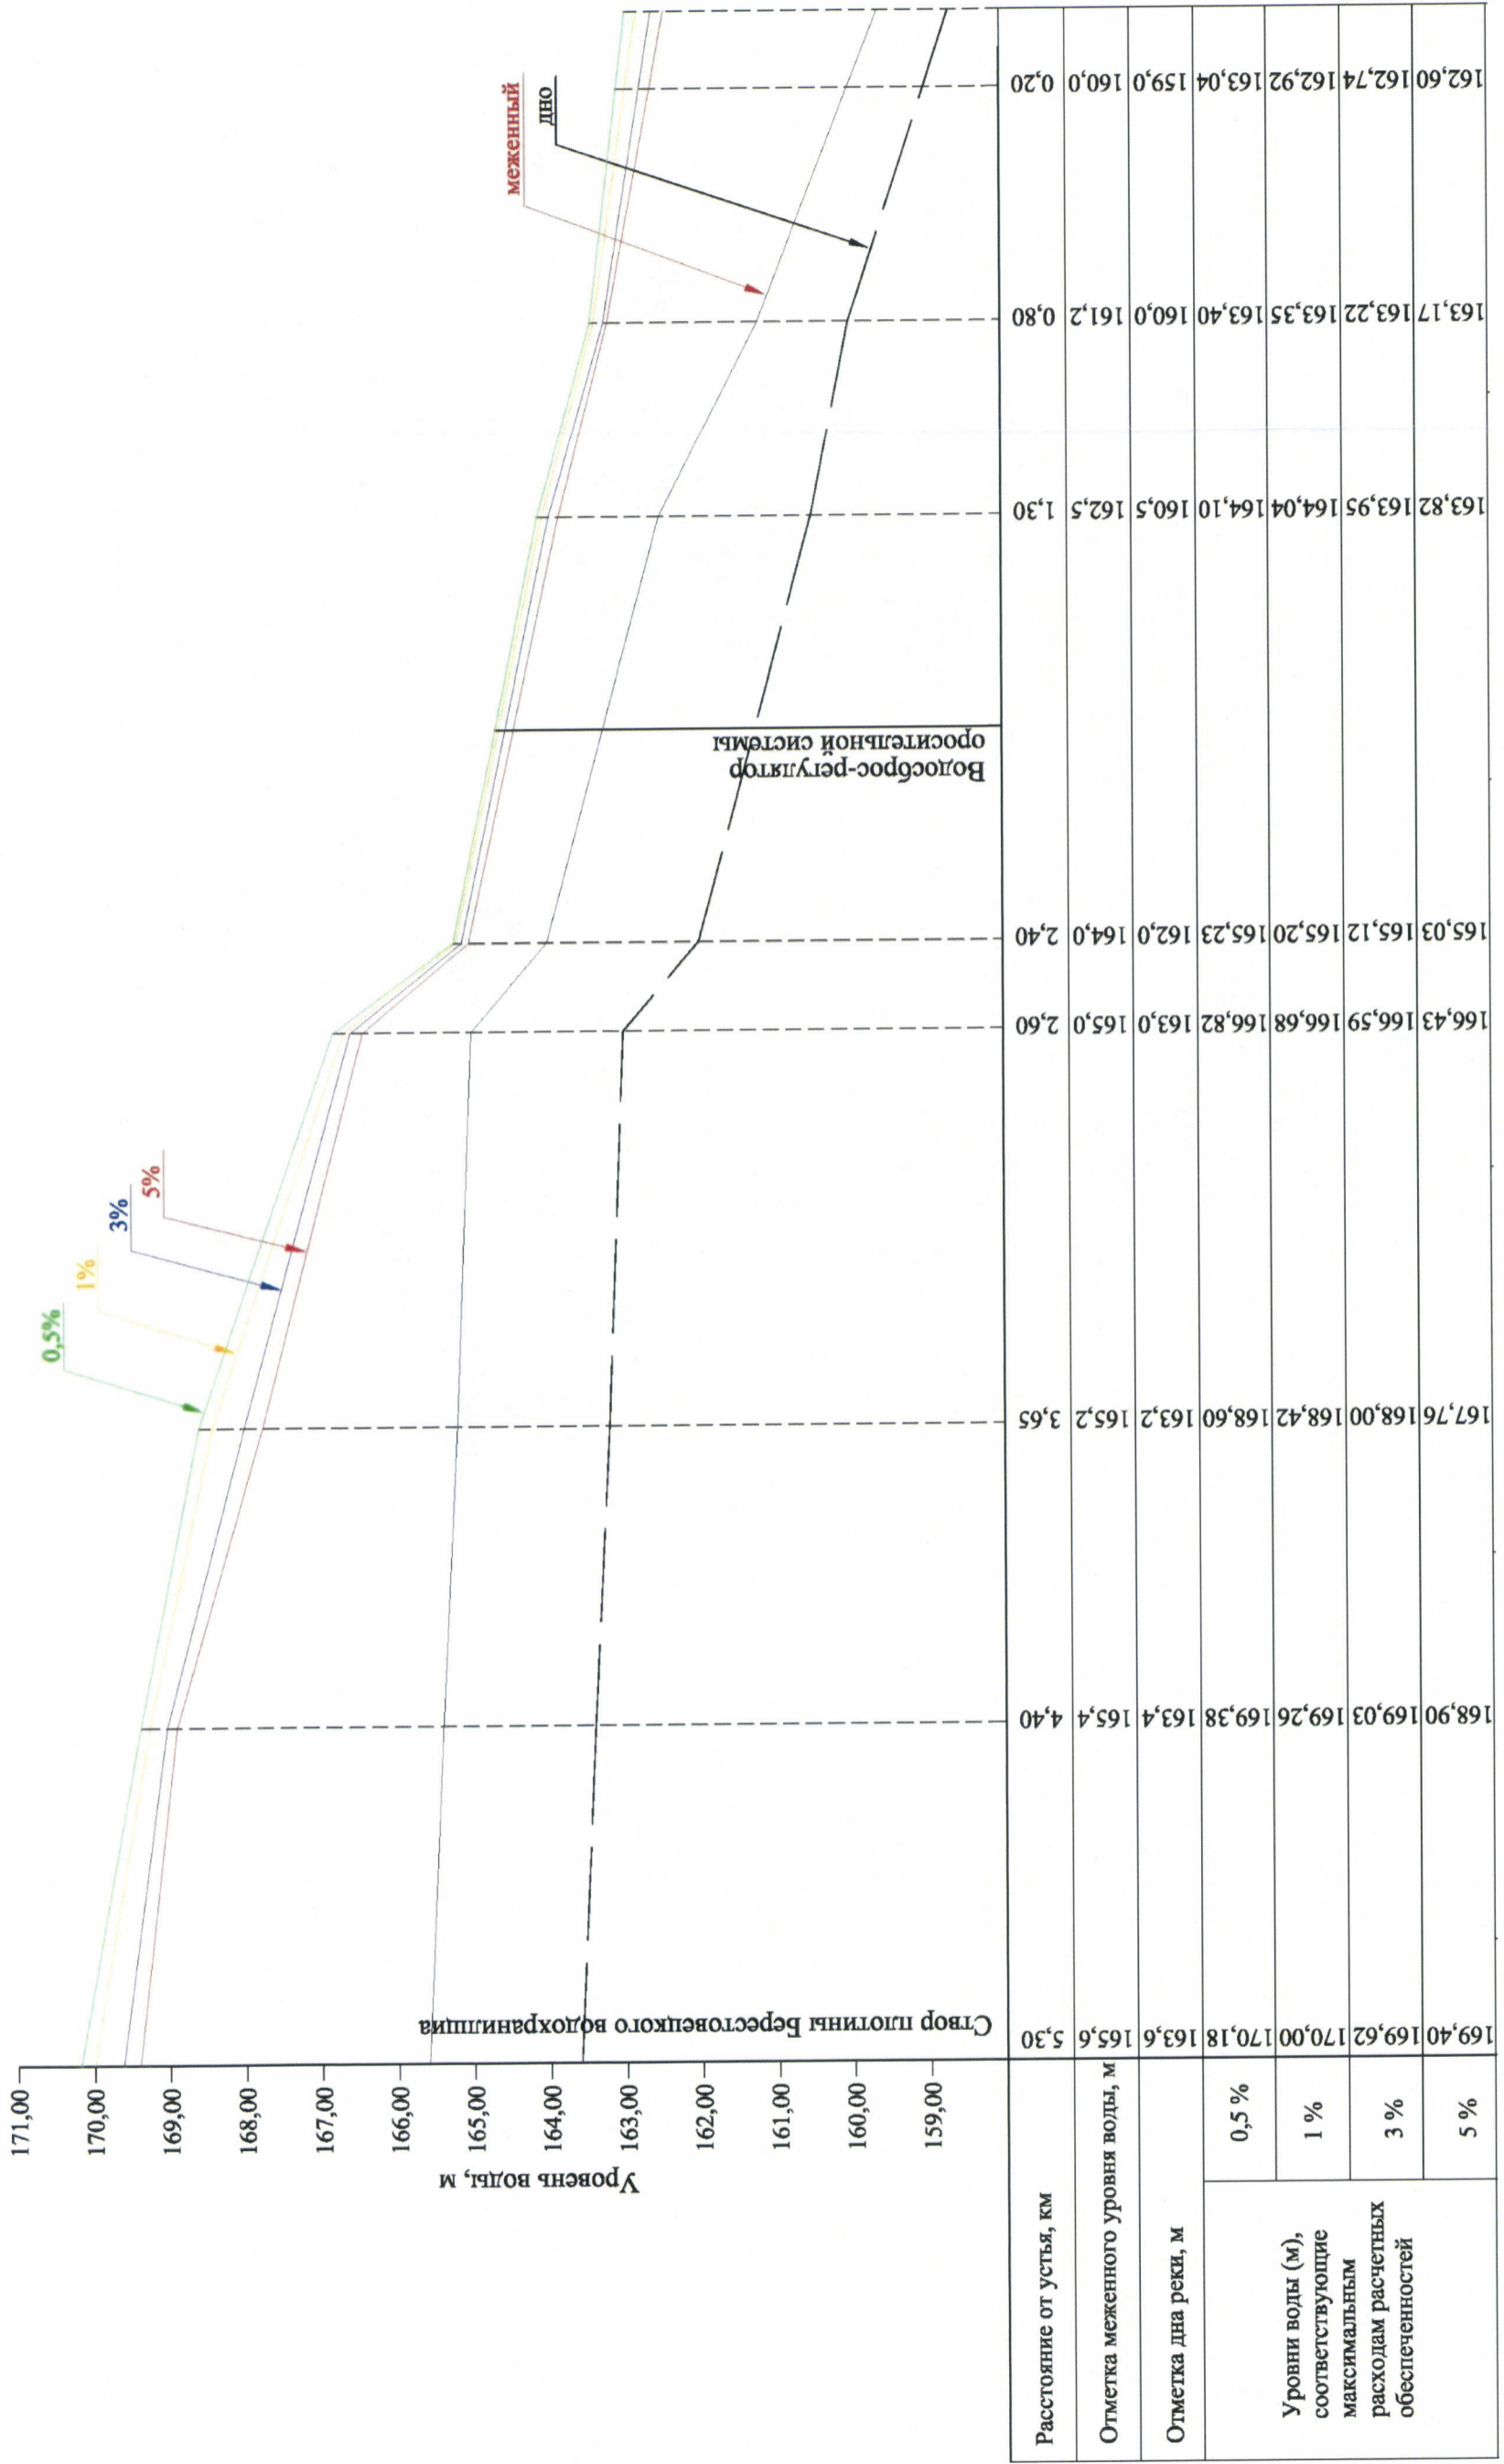 171,00
170,00
169,00
168,00
167,00
166,00
165,00
164,00
163,00
162,00
161,00
160,00
159,00
Уровень воды, м
0,5%
1%
3%
5%
меженный
дно
Створ плотины Берестовецкого водохранилища
Водосброс-регулятор
оросительной системы
Расстояние от устья, км 5,30 4,40 3,65 2,60 2,40 1,30 0,80 0,20
Отметка меженного уровня воды, м 165,6 165,4 165,2 165,0 164,0 162,5 161,2 160,0
Отметка дна реки, м 163,6 163,4 163,2 163,0 162,0 160,5 160,0 159,0
Уровни воды (м),
соответствующие
максимальным
расходам расчетных
обеспеченностей
0,5 % 170,18 169,38 168,60 166,82 165,23 164,10 163,40 163,04
1 % 170,00 169,26 168,42 166,68 165,20 164,04 163,35 162,92
3 % 169,62 169,03 168,00 166,59 165,12 163,95 163,22 162,74
5 % 169,40 168,90 167,76 166,43 165,03 163,82 163,17 162,60